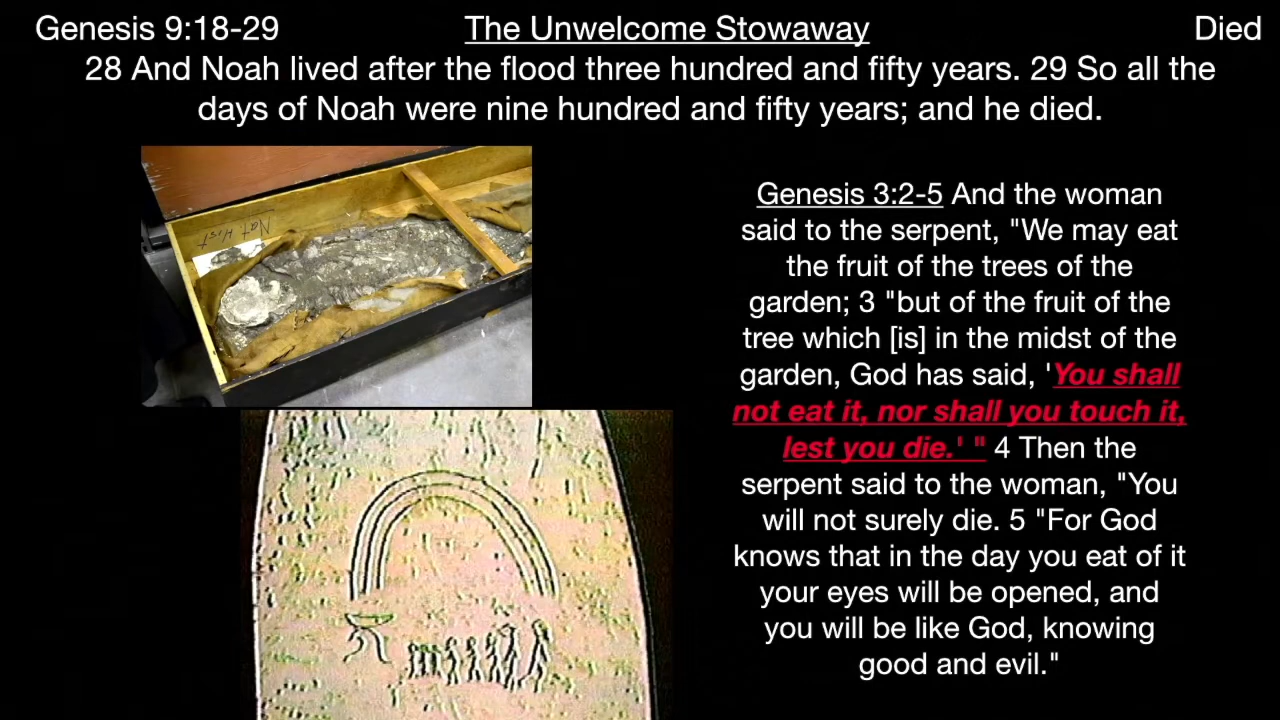 Genesis 9:18-29 The Unwelcome Stowaway Died
28 And Noah lived after the flood three hundred and fifty years. 29 So all the
days of Noah were nine hundred and fifty years; and he died.
Nat. Hist
Genesis 3:2-5 And the woman
said to the serpent, "We may eat
the fruit of the trees of the
garden; 3 "but of the fruit of the
tree which [is] in the midst of the
garden, God has said, 'You shall
not eat it, nor shall you touch it,
lest you die.' " 4 Then the
serpent said to the woman, "You
will not surely die. 5 "For God
knows that in the day you eat of it
your eyes will be opened, and
you will be like God, knowing
good and evil."